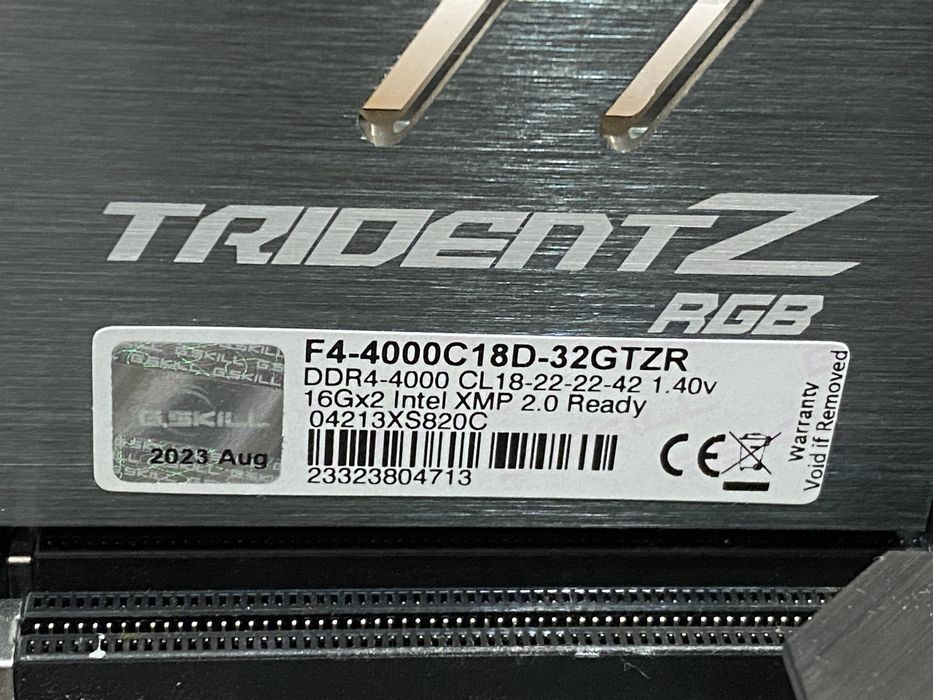 TRIDENTZ
RGB
F4-4000C18D-32GTZR
DDR4-4000 CL18-22-22-42 1.40v
16Gx2 Intel XMP 2.0 Ready
04213XS820C
23323804713
G.SKILL
2023 Aug
CE
Warranty
Void if Removed